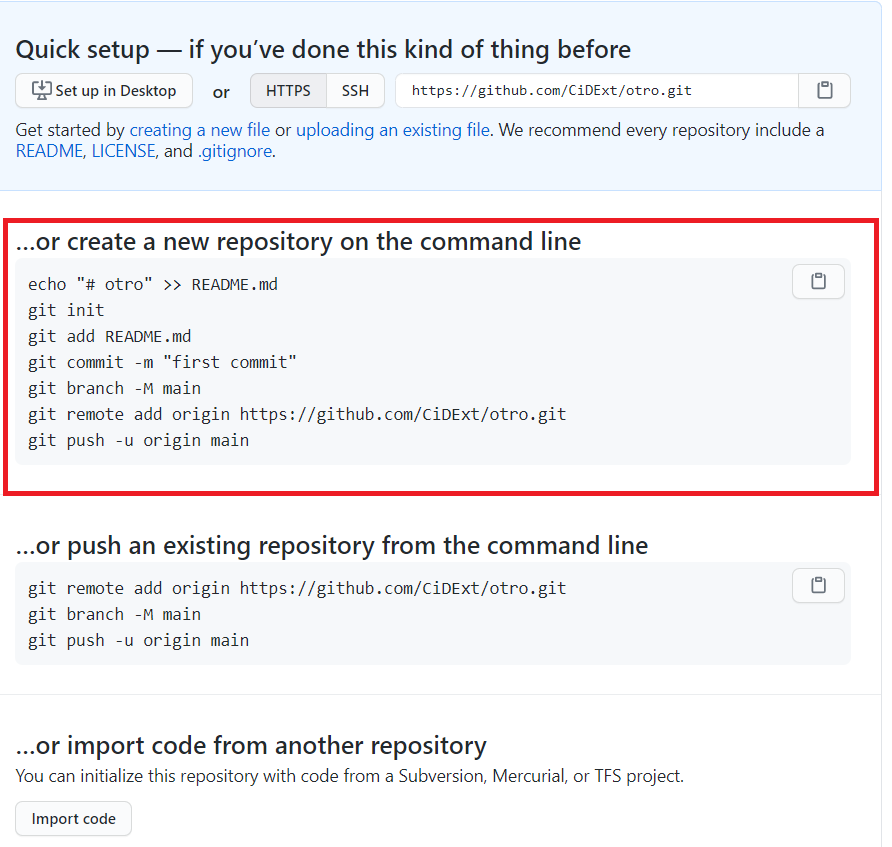 Quick setup — if you’ve done this kind of thing before
Set up in Desktop or HTTPS SSH https://github.com/CiDExt/otro.git
Get started by creating a new file or uploading an existing file. We recommend every repository include a
README, LICENSE, and .gitignore.
...or create a new repository on the command line
echo "# otro" >> README.md
git init
git add README.md
git commit -m "first commit"
git branch -M main
git remote add origin https://github.com/CiDExt/otro.git
git push -u origin main
...or push an existing repository from the command line
git remote add origin https://github.com/CiDExt/otro.git
git branch -M main
git push -u origin main
...or import code from another repository
You can initialize this repository with code from a Subversion, Mercurial, or TFS project.
Import code